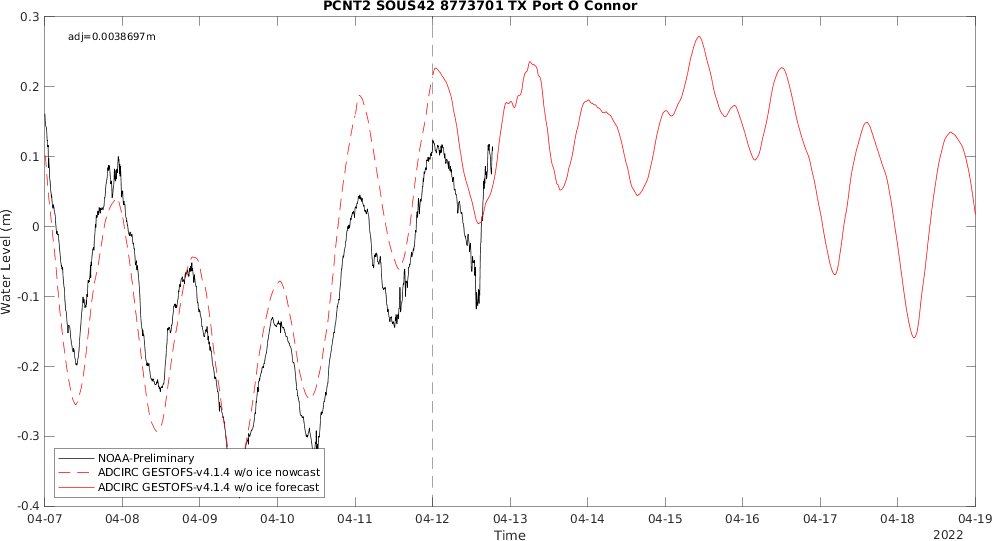 PCNT2 SOUS42 8773701 TX Port O Connor
adj=0.0038697m
0.3
0.2
0.1
0
-0.1
-0.2
-0.3
-0.4
Water Level (m)
NOAA-Preliminary
ADCIRC GESTOFS-v4.1.4 w/o ice nowcast
ADCIRC GESTOFS-v4.1.4 w/o ice forecast
04-07 04-08 04-09 04-10 04-11 04-12 04-13 04-14 04-15 04-16 04-17 04-18 04-19
Time
2022